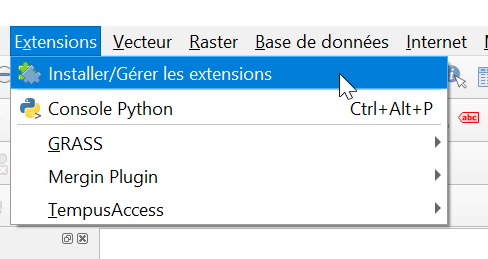 Extensions Vecteur Raster Base de données Internet
Installer/Gérer les extensions
abc
Console Python Ctrl+Alt+P
GRASS
Mergin Plugin
TempusAccess